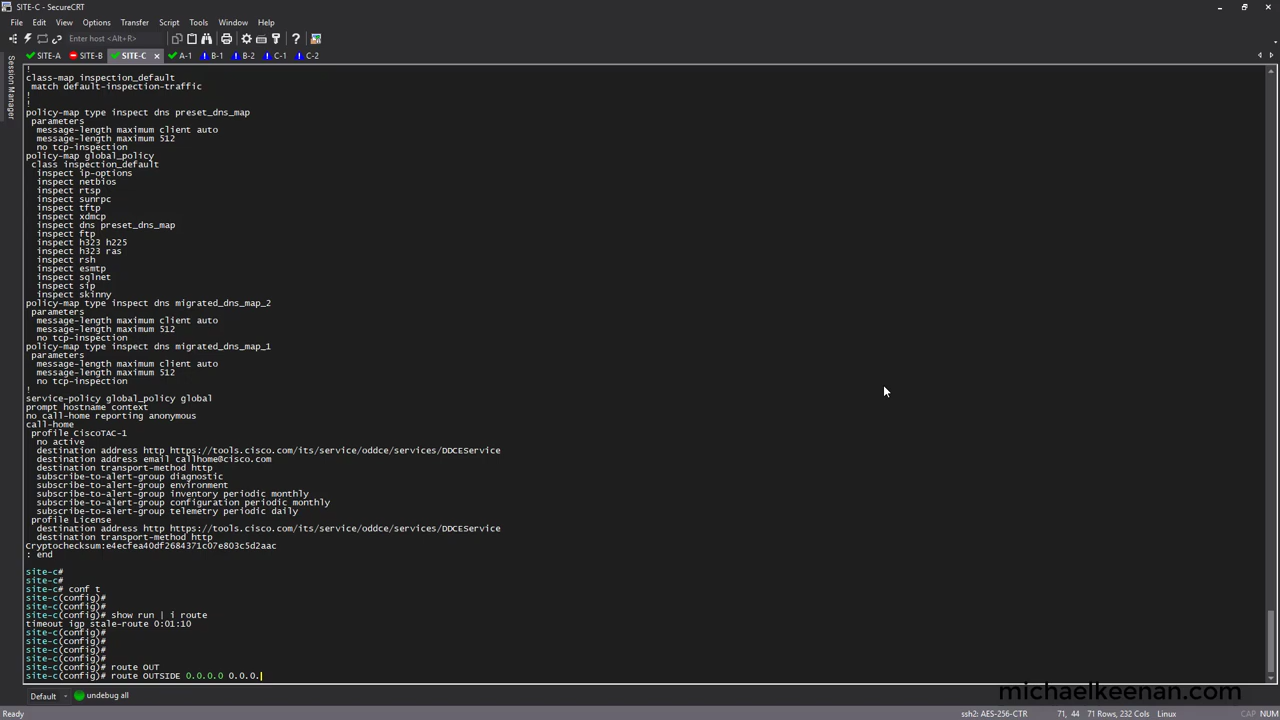 SITE-C - SecureCRT
File Edit View Options Transfer Script Tools Window Help
Enter host <Alt+R>
SITE-A SITE-B SITE-C A-1 B-1 B-2 C-1 C-2
Session Manager
!
class-map inspection_default
match default-inspection-traffic
!
!
policy-map type inspect dns preset_dns_map
parameters
message-length maximum client auto
message-length maximum 512
no tcp-inspection
policy-map global_policy
class inspection_default
inspect ip-options
inspect netbios
inspect rtsp
inspect sunrpc
inspect tftp
inspect xdmcp
inspect dns preset_dns_map
inspect ftp
inspect h323 h225
inspect h323 ras
inspect rsh
inspect esmtp
inspect sqlnet
inspect sip
inspect skinny
policy-map type inspect dns migrated_dns_map_2
parameters
message-length maximum client auto
message-length maximum 512
no tcp-inspection
policy-map type inspect dns migrated_dns_map_1
parameters
message-length maximum client auto
message-length maximum 512
no tcp-inspection
!
service-policy global_policy global
prompt hostname context
no call-home reporting anonymous
call-home
profile CiscoTAC-1
no active
destination address http https://tools.cisco.com/its/service/oddce/services/DDCEService
destination address email callhome@cisco.com
destination transport-method http
subscribe-to-alert-group diagnostic
subscribe-to-alert-group environment
subscribe-to-alert-group inventory periodic monthly
subscribe-to-alert-group configuration periodic monthly
subscribe-to-alert-group telemetry periodic daily
profile License
destination address http https://tools.cisco.com/its/service/oddce/services/DDCEService
destination transport-method http
Cryptochecksum:e4ecfea40df2684371c07e803c5d2aac
: end
site-c#
site-c#
site-c# conf t
site-c(config)#
site-c(config)#
site-c(config)# show run | i route
timeout igp stale-route 0:01:10
site-c(config)#
site-c(config)#
site-c(config)#
site-c(config)#
site-c(config)# route OUT
site-c(config)# route OUTSIDE 0.0.0.0 0.0.0.
Default undebug all
michaelkeenan.com
Ready ssh2: AES-256-CTR 71, 44 71 Rows, 232 Cols Linux CAP NUM